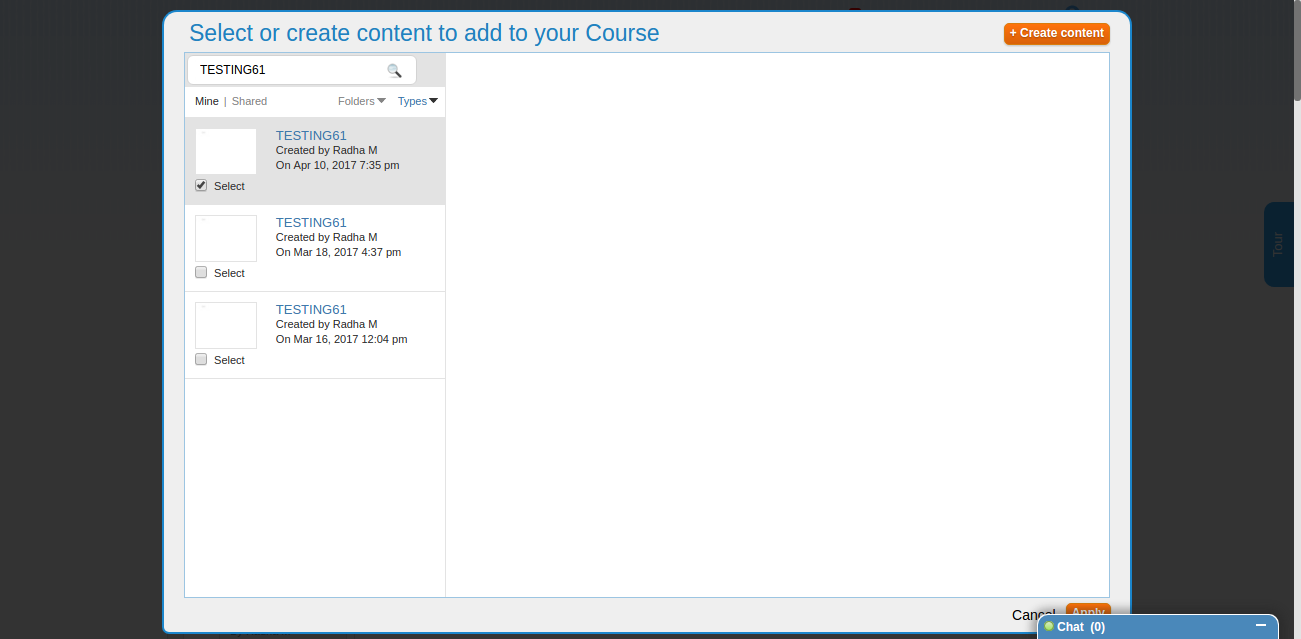 Select or create content to add to your Course
+ Create content
TESTING61
Mine | Shared
Folders
Types
TESTING61
Created by Radha M
On Apr 10, 2017 7:35 pm
Select
TESTING61
Created by Radha M
On Mar 18, 2017 4:37 pm
Select
TESTING61
Created by Radha M
On Mar 16, 2017 12:04 pm
Select
Tour
Cancel
Apply
Chat (0)